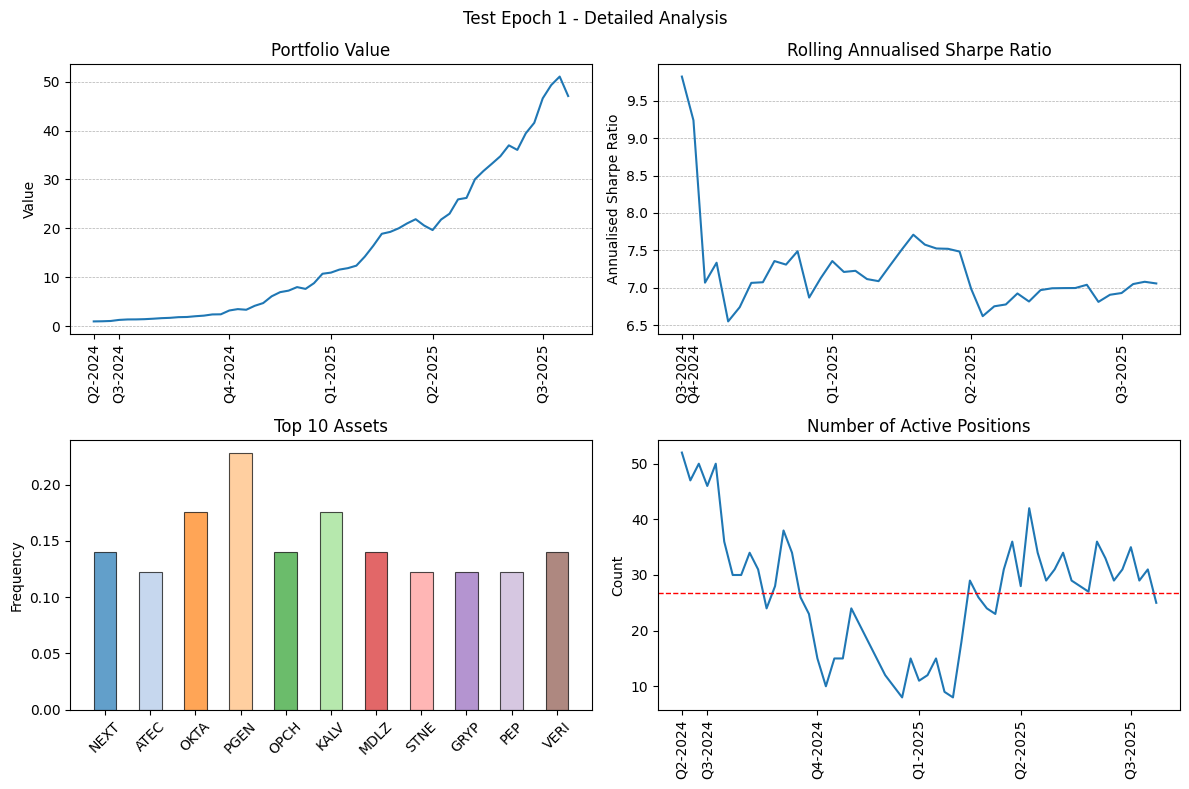 Test Epoch 1 - Detailed Analysis
Portfolio Value
Value
50
40
30
20
10
0
Q2-2024
Q3-2024
Q4-2024
Q1-2025
Q2-2025
Q3-2025
Rolling Annualised Sharpe Ratio
Annualised Sharpe Ratio
9.5
9.0
8.5
8.0
7.5
7.0
6.5
Q3-2024
Q4-2024
Q1-2025
Q2-2025
Q3-2025
Top 10 Assets
Frequency
0.20
0.15
0.10
0.05
0.00
NEXT
ATEC
OKTA
PGEN
OPCH
KALV
MDLZ
STNE
GRYP
PEP
VERI
Number of Active Positions
Count
50
40
30
20
10
Q2-2024
Q3-2024
Q4-2024
Q1-2025
Q2-2025
Q3-2025